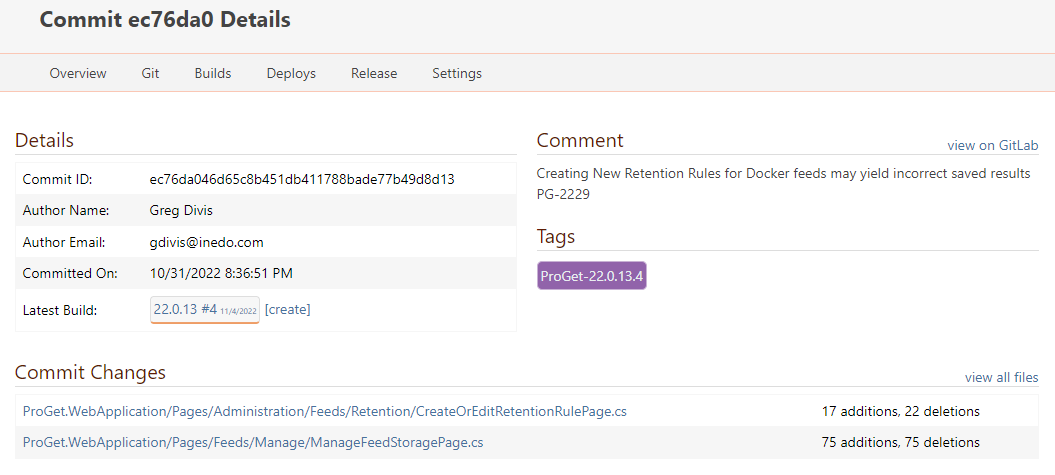 Commit ec76da0 Details
Overview Git Builds Deploys Release Settings
Details
Commit ID: ec76da046d65c8b451db411788bade77b49d8d13
Author Name: Greg Divis
Author Email: gdivis@inedo.com
Committed On: 10/31/2022 8:36:51 PM
Latest Build: 22.0.13 #4 11/4/2022 [create]
Comment view on GitLab
Creating New Retention Rules for Docker feeds may yield incorrect saved results
PG-2229
Tags
ProGet-22.0.13.4
Commit Changes view all files
ProGet.WebApplication/Pages/Administration/Feeds/Retention/CreateOrEditRetentionRulePage.cs 17 additions, 22 deletions
ProGet.WebApplication/Pages/Feeds/Manage/ManageFeedStoragePage.cs 75 additions, 75 deletions